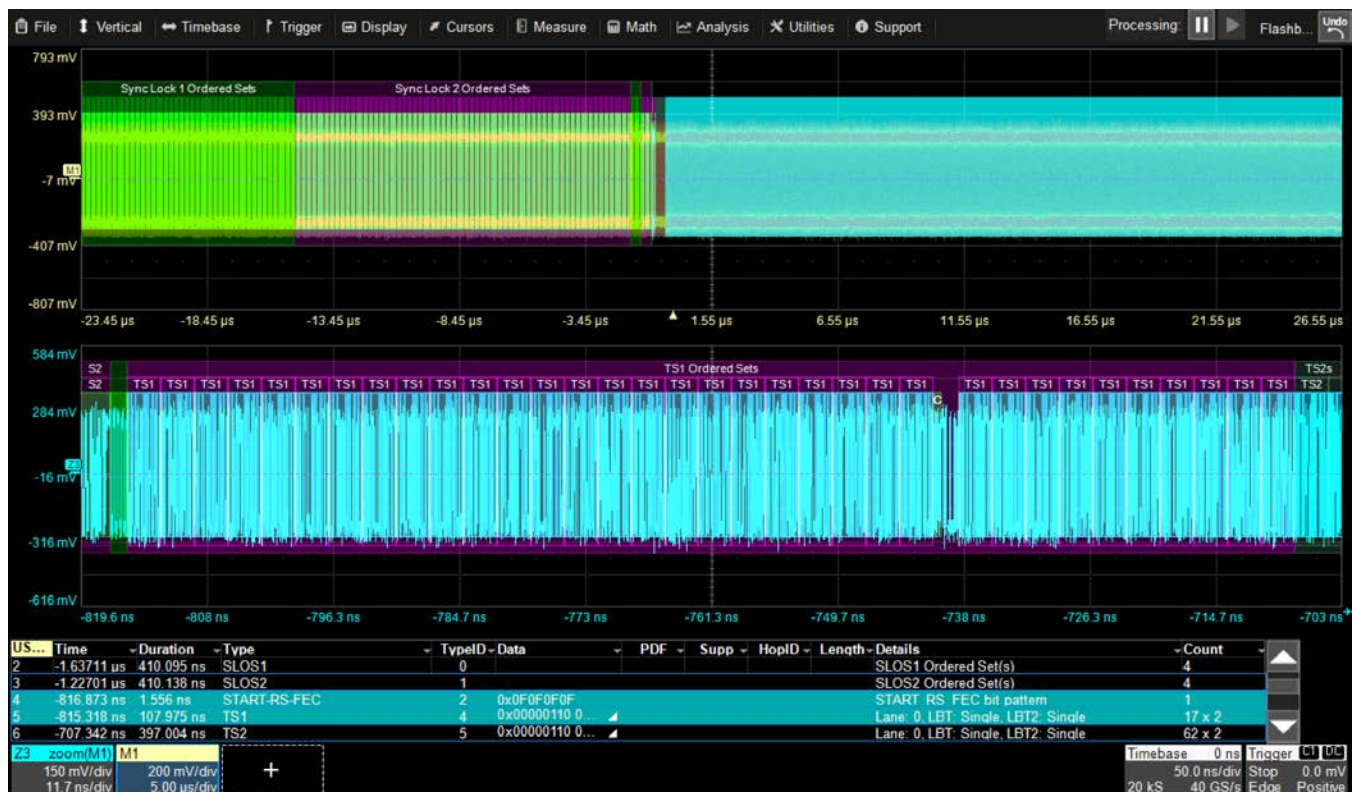 File Vertical Timebase Trigger Display Cursors Measure Math Analysis Utilities Support Processing: Flashb... Undo
793 mV
Sync Lock 1 Ordered Sets Sync Lock 2 Ordered Sets
393 mV
M1
-7 mV
-407 mV
-807 mV
-23.45 µs -18.45 µs -13.45 µs -8.45 µs -3.45 µs 1.55 µs 6.55 µs 11.55 µs 16.55 µs 21.55 µs 26.55 µs
584 mV
S2 TS1 Ordered Sets TS2s
S2 TS1 TS1 TS1 TS1 TS1 TS1 TS1 TS1 TS1 TS1 TS1 TS1 TS1 TS1 TS1 TS1 TS1 TS1 TS1 TS1 TS1 TS1 TS1 TS1 TS1 TS1 TS1 TS1 TS1 TS1 TS1 TS1 TS1 TS1 TS2
C
284 mV
Z3
-16 mV
-316 mV
-616 mV
-819.6 ns -808 ns -796.3 ns -784.7 ns -773 ns -761.3 ns -749.7 ns -738 ns -726.3 ns -714.7 ns -703 ns
US... Time Duration Type TypeID Data PDF Supp HopID Length Details Count
2 -1.63711 µs 410.095 ns SLOS1 0 SLOS1 Ordered Set(s) 4
3 -1.22701 µs 410.138 ns SLOS2 1 SLOS2 Ordered Set(s) 4
4 -816.873 ns 1.556 ns START-RS-FEC 2 0x0F0F0F0F START RS FEC bit pattern 1
5 -815.318 ns 107.975 ns TS1 4 0x00000110 0... Lane: 0, LBT: Single, LBT2: Single 17 x 2
6 -707.342 ns 397.004 ns TS2 5 0x00000110 0... Lane: 0, LBT: Single, LBT2: Single 62 x 2
Z3 zoom(M1) M1 Timebase 0 ns Trigger C1 DC
150 mV/div 200 mV/div + 50.0 ns/div Stop 0.0 mV
11.7 ns/div 5.00 µs/div 20 kS 40 GS/s Edge Positive